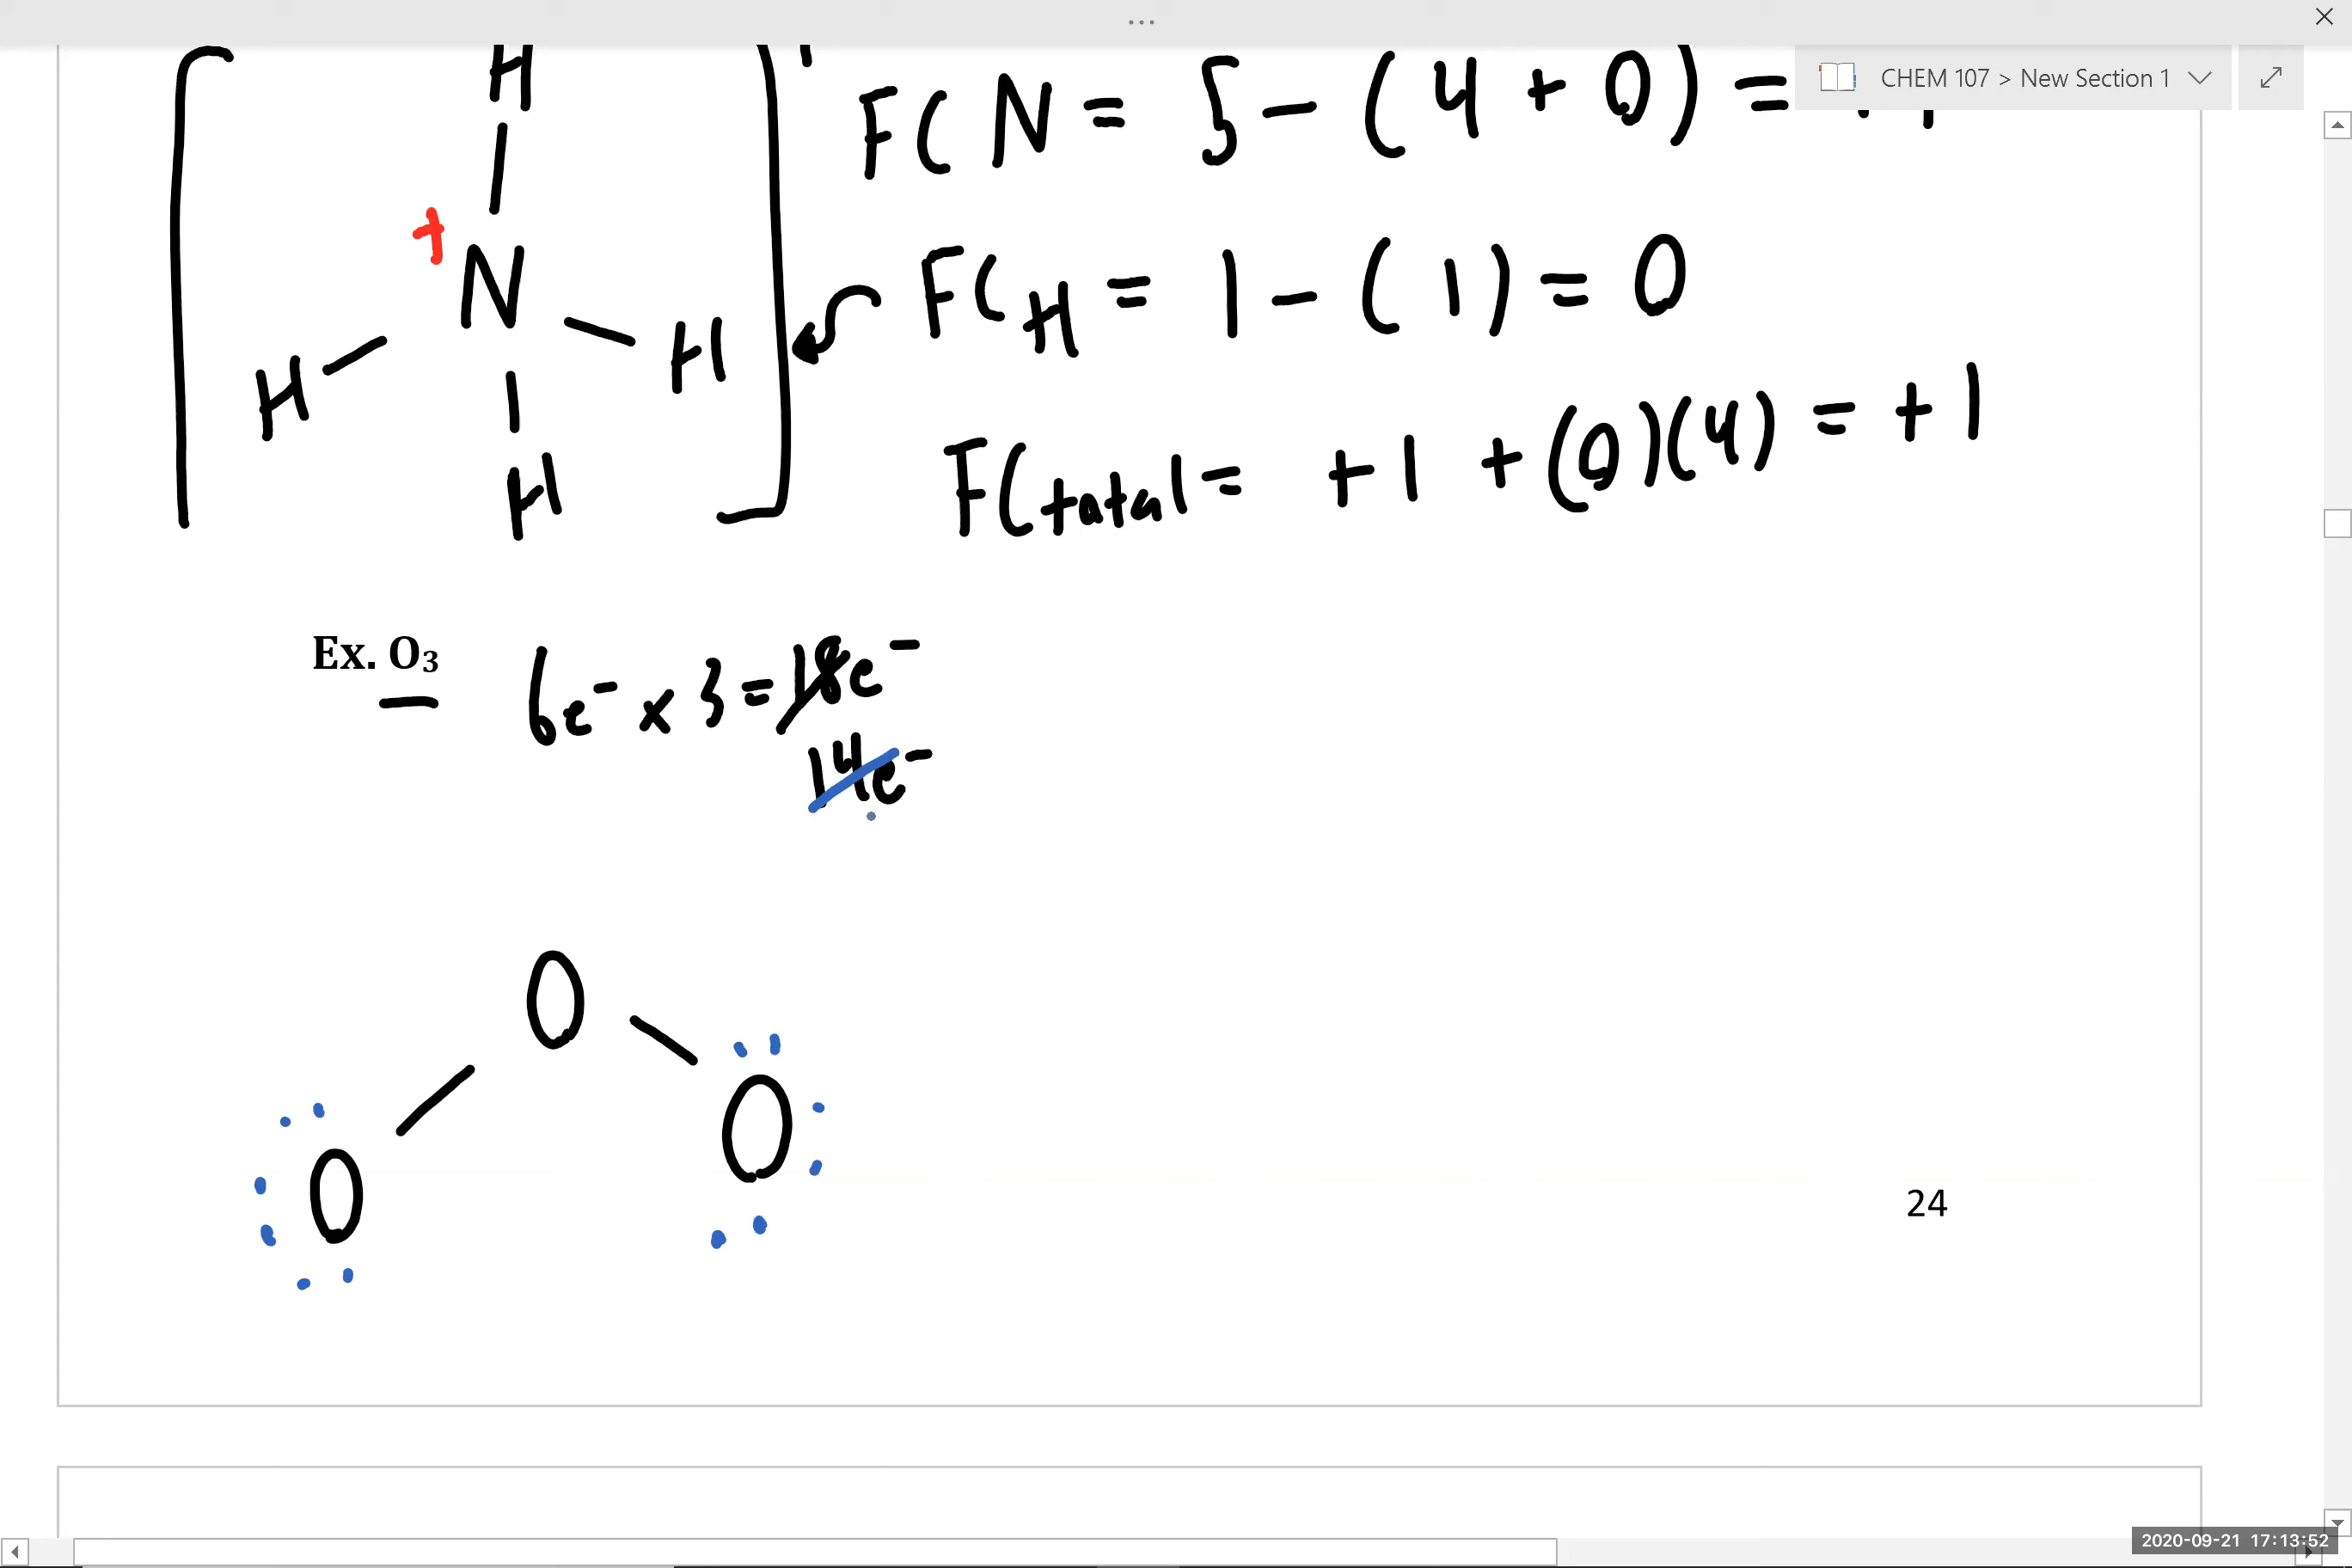 ...
CHEM 107 > New Section 1
H
FC N = 5 - (4 + 0) =
+
N
FC H = 1 - (1) = 0
H
H
H
FC total = +1 + (0)(4) = +1
Ex. O₃
6e⁻ x 3 = 18e⁻
14e⁻
O
O
O
24
2020-09-21 17:13:52